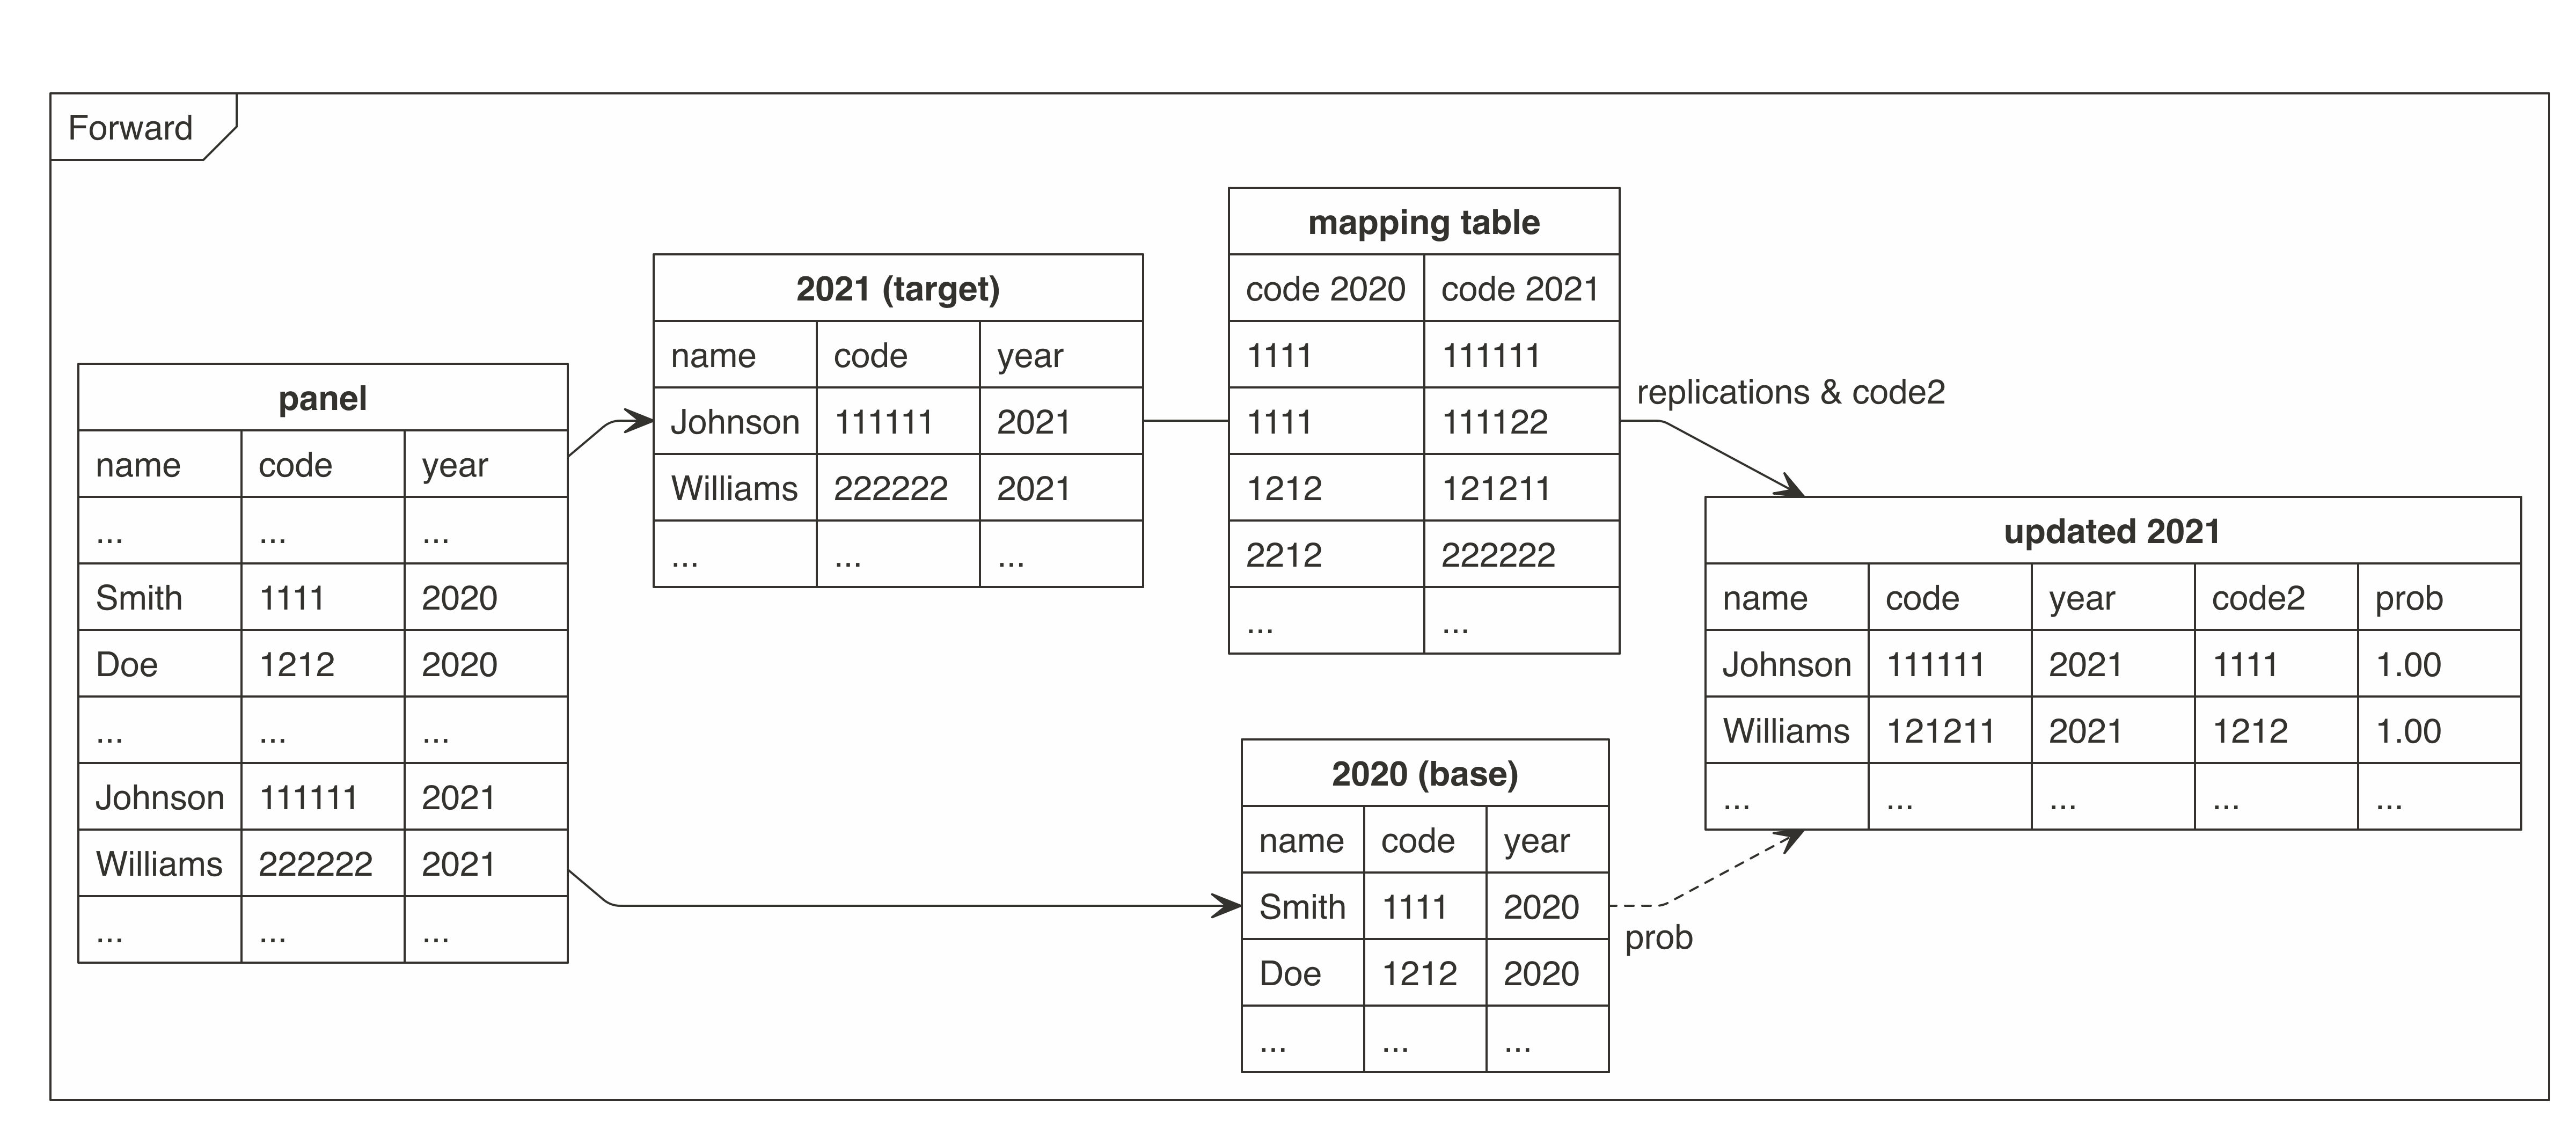 Forward
panel
name code year
... ... ...
Smith 1111 2020
Doe 1212 2020
... ... ...
Johnson 111111 2021
Williams 222222 2021
... ... ...
2021 (target)
name code year
Johnson 111111 2021
Williams 222222 2021
... ... ...
mapping table
code 2020 code 2021
1111 111111
1111 111122
1212 121211
2212 222222
... ...
replications & code2
2020 (base)
name code year
Smith 1111 2020
Doe 1212 2020
... ... ...
prob
updated 2021
name code year code2 prob
Johnson 111111 2021 1111 1.00
Williams 121211 2021 1212 1.00
... ... ... ... ...